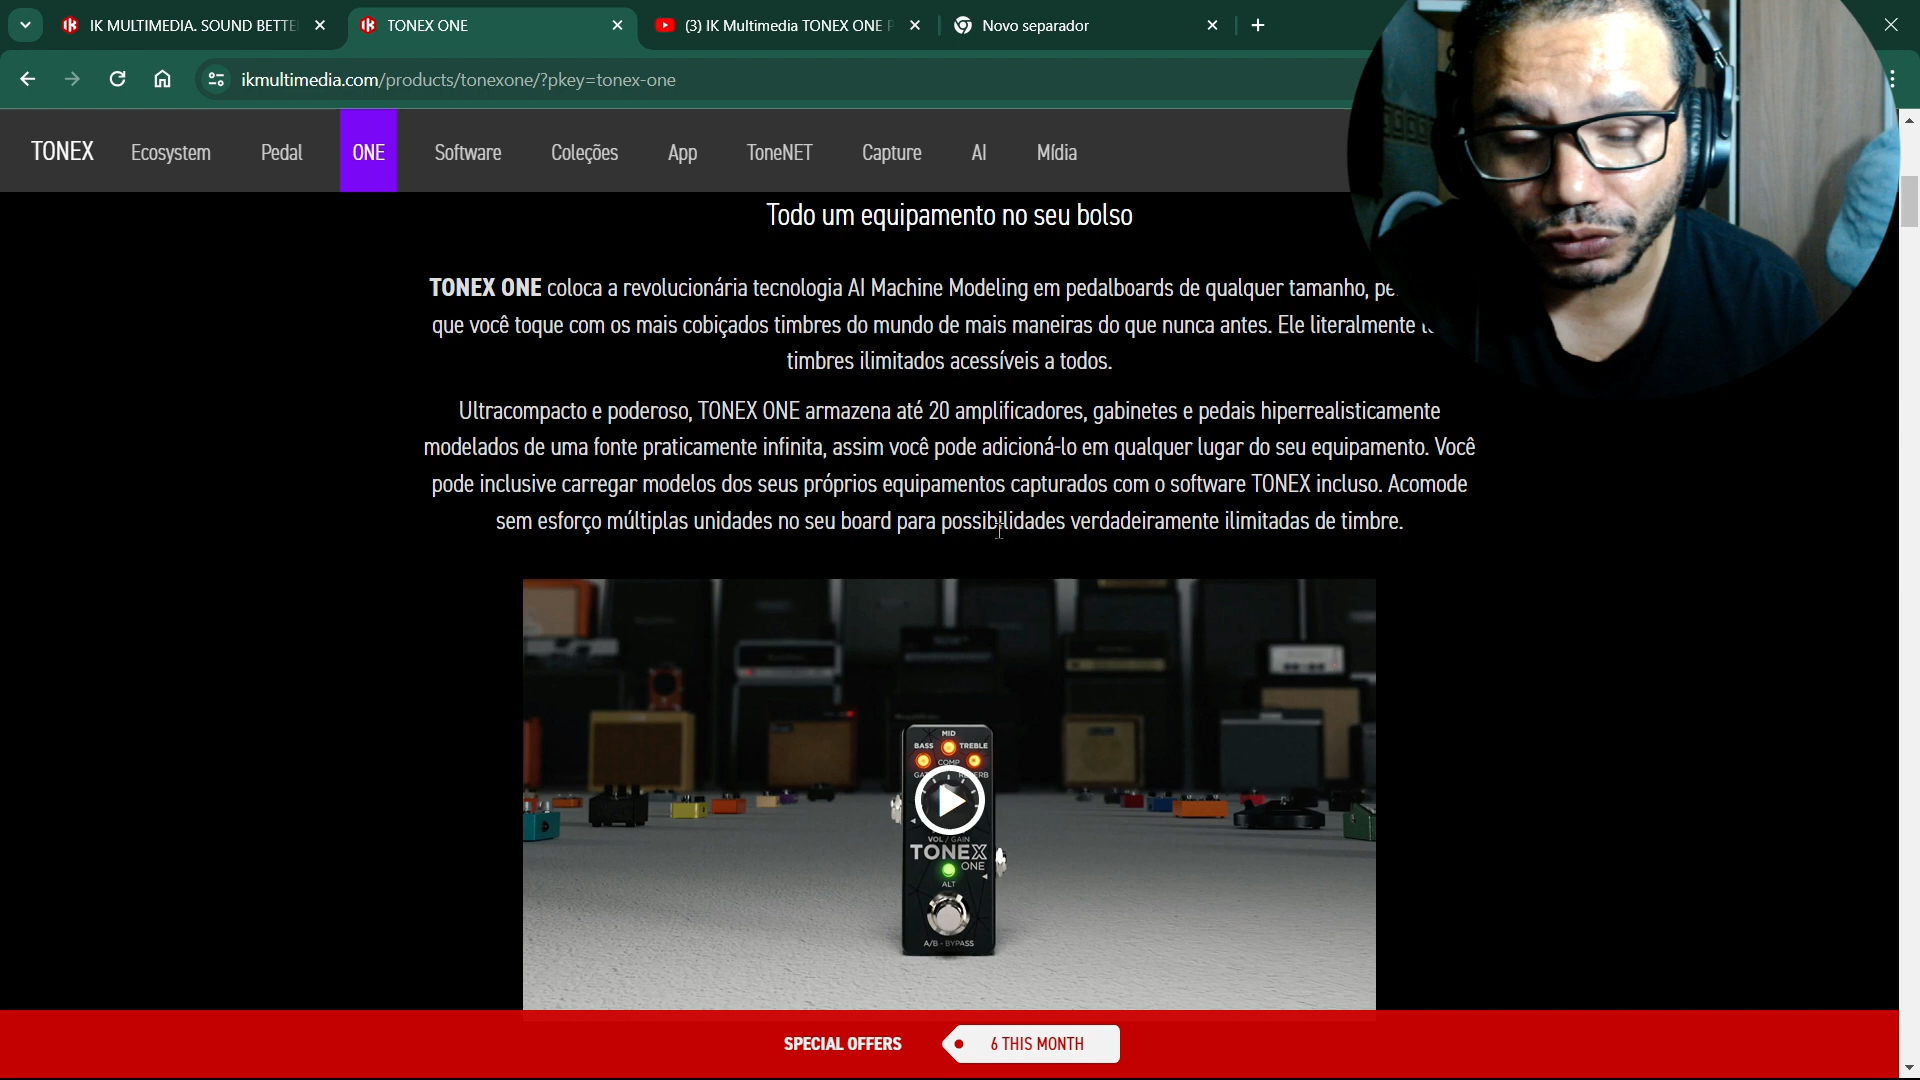 IK MULTIMEDIA. SOUND BETTE
TONEX ONE
(3) IK Multimedia TONEX ONE P
Novo separador
ikmultimedia.com/products/tonexone/?pkey=tonex-one
TONEX
Ecosystem
Pedal
ONE
Software
Coleções
App
ToneNET
Capture
AI
Mídia
Todo um equipamento no seu bolso
TONEX ONE coloca a revolucionária tecnologia AI Machine Modeling em pedalboards de qualquer tamanho,
que você toque com os mais cobiçados timbres do mundo de mais maneiras do que nunca antes. Ele literalmente
timbres ilimitados acessíveis a todos.
Ultracompacto e poderoso, TONEX ONE armazena até 20 amplificadores, gabinetes e pedais hiperrealisticamente
modelados de uma fonte praticamente infinita, assim você pode adicioná-lo em qualquer lugar do seu equipamento. Você
pode inclusive carregar modelos dos seus próprios equipamentos capturados com o software TONEX incluso. Acomode
sem esforço múltiplas unidades no seu board para possibilidades verdadeiramente ilimitadas de timbre.
MID
BASS
TREBLE
COMP
VOL / GAIN
TONEX
ONE
ALT
A/B - BYPASS
SPECIAL OFFERS
6 THIS MONTH